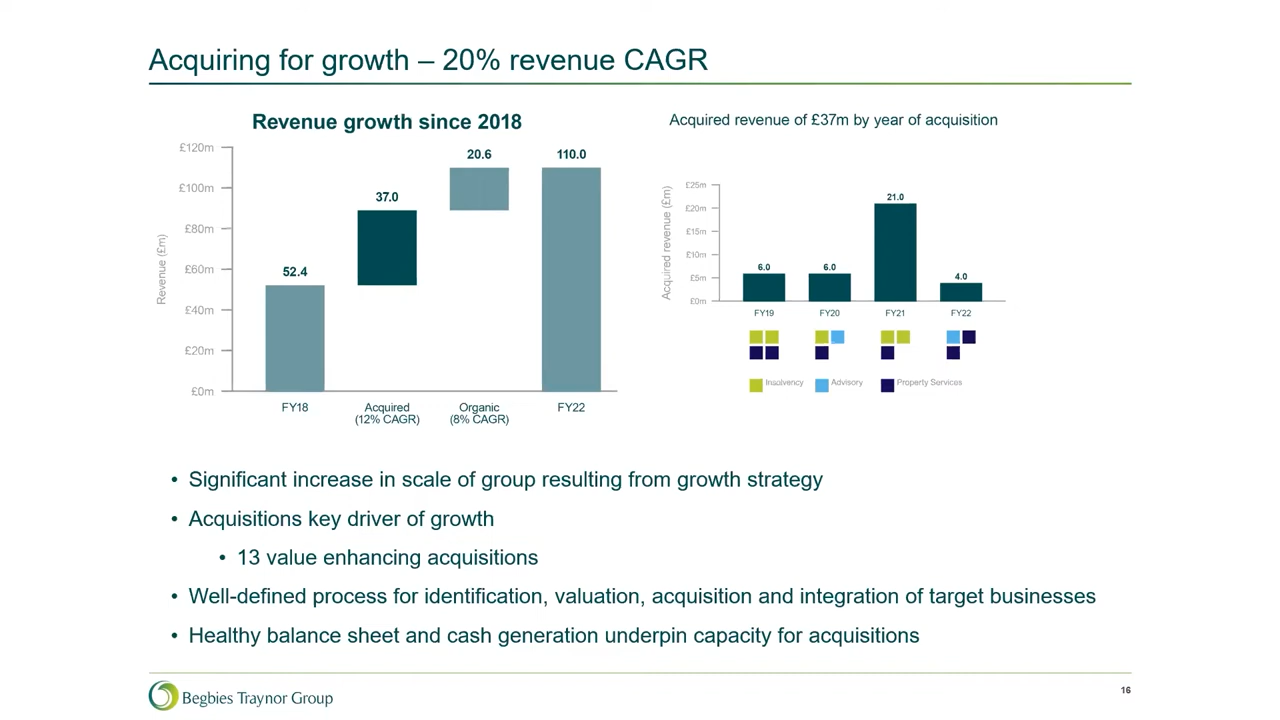 Acquiring for growth – 20% revenue CAGR
Revenue growth since 2018
£120m
£100m
£80m
£60m
£40m
£20m
£0m
Revenue (£m)
52.4
37.0
20.6
110.0
FY18
Acquired
(12% CAGR)
Organic
(8% CAGR)
FY22
Acquired revenue of £37m by year of acquisition
£25m
£20m
£15m
£10m
£5m
£0m
Acquired revenue (£m)
6.0
6.0
21.0
4.0
FY19
FY20
FY21
FY22
Insolvency
Advisory
Property Services
• Significant increase in scale of group resulting from growth strategy
• Acquisitions key driver of growth
• 13 value enhancing acquisitions
• Well-defined process for identification, valuation, acquisition and integration of target businesses
• Healthy balance sheet and cash generation underpin capacity for acquisitions
Begbies Traynor Group
16